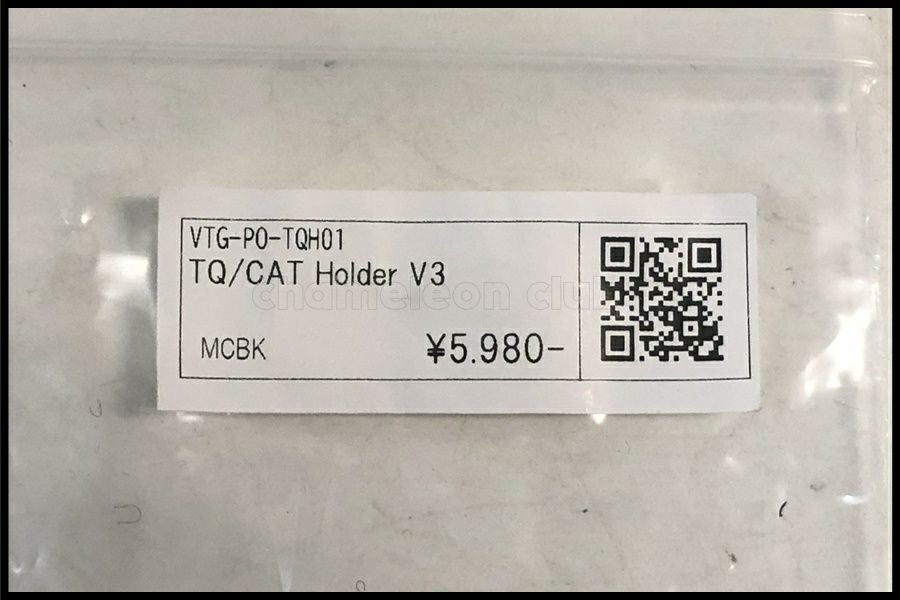 VTG-PO-TQH01
TQ/CAT Holder V3
chameleon club
MCBK
¥5.980-